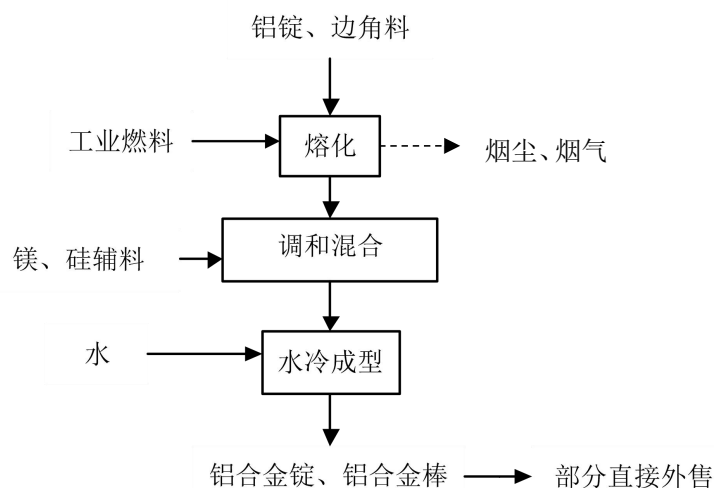 铝锭、边角料
工业燃料
熔化
烟尘、烟气
镁、硅辅料
调和混合
水
水冷成型
铝合金锭、铝合金棒
部分直接外售